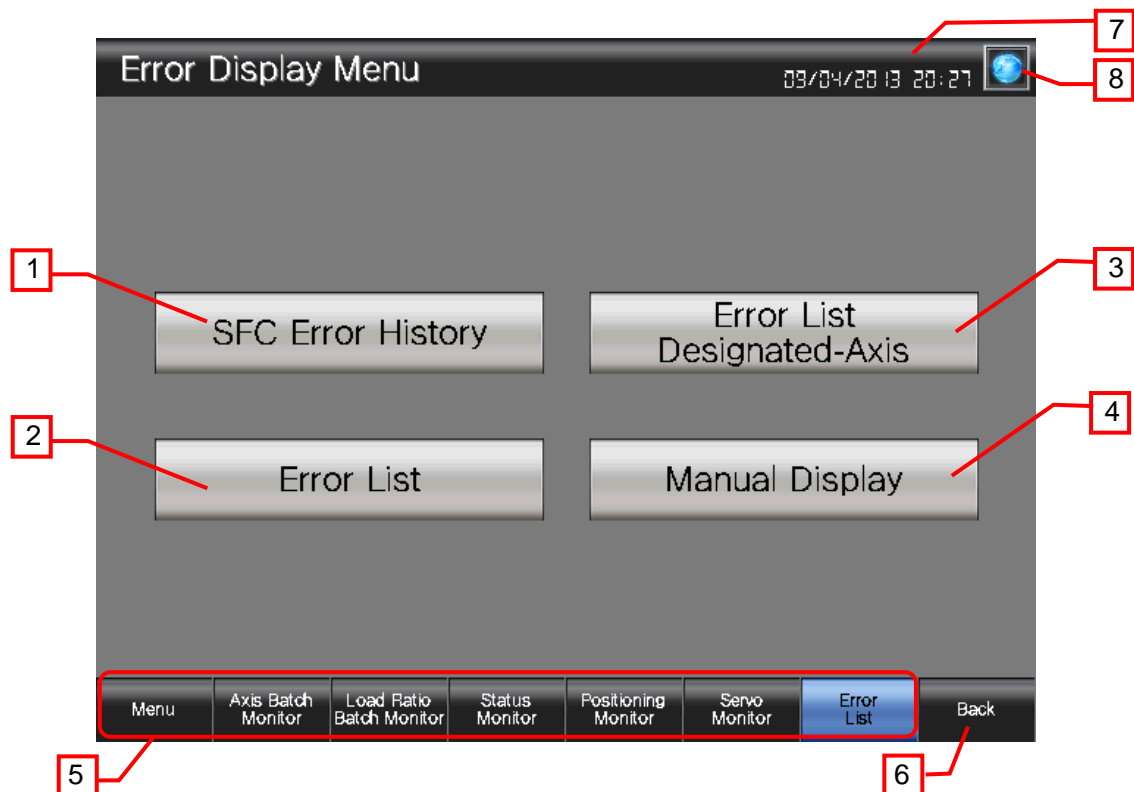 7
Error Display Menu
09/04/2013 20:27
8
1
SFC Error History
Error List
Designated-Axis
3
2
Error List
Manual Display
4
Menu
Axis Batch
Monitor
Load Ratio
Batch Monitor
Status
Monitor
Positioning
Monitor
Servo
Monitor
Error
List
Back
5
6